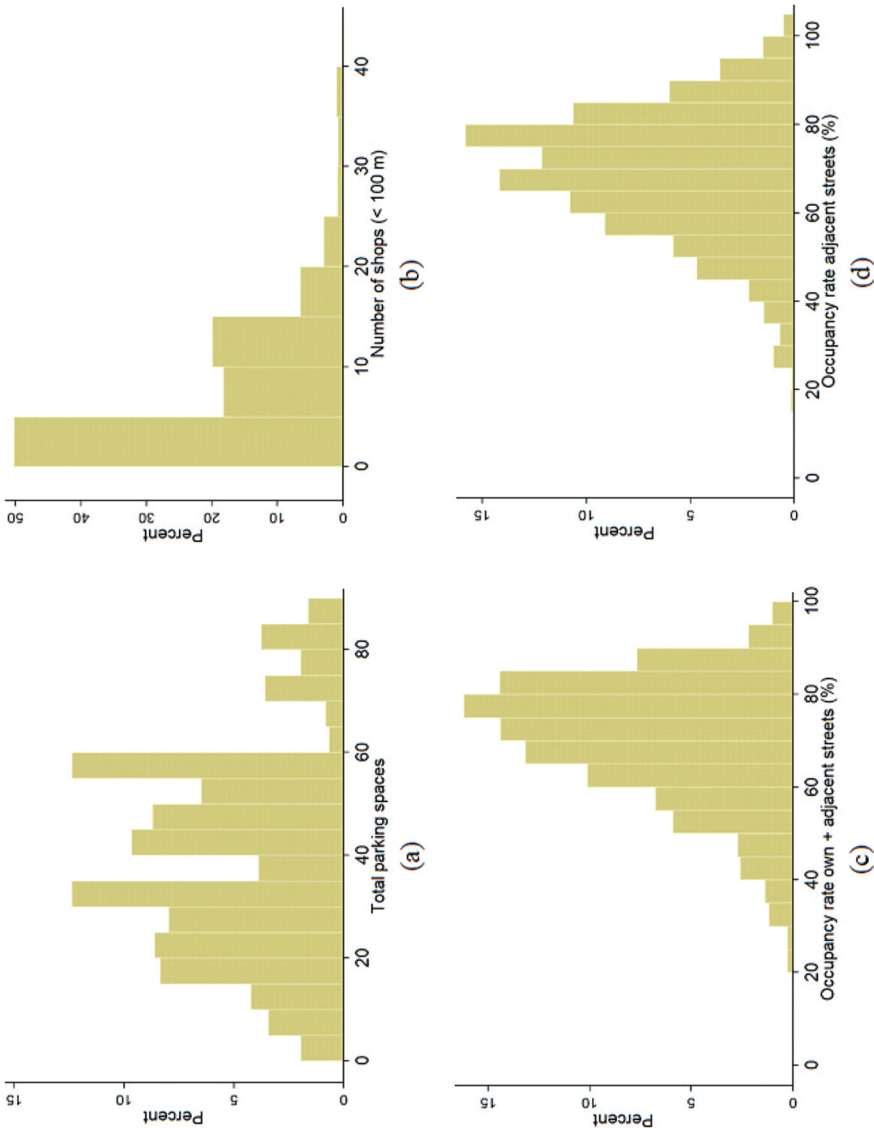 Percent
15
10
5
0
0 20 40 60 80
Total parking spaces
(a)
Percent
50
40
30
20
10
0
0 10 20 30 40
Number of shops (< 100 m)
(b)
Percent
15
10
5
0
0 20 40 60 80 100
Occupancy rate own + adjacent streets (%)
(c)
Percent
15
10
5
0
0 20 40 60 80 100
Occupancy rate adjacent streets (%)
(d)